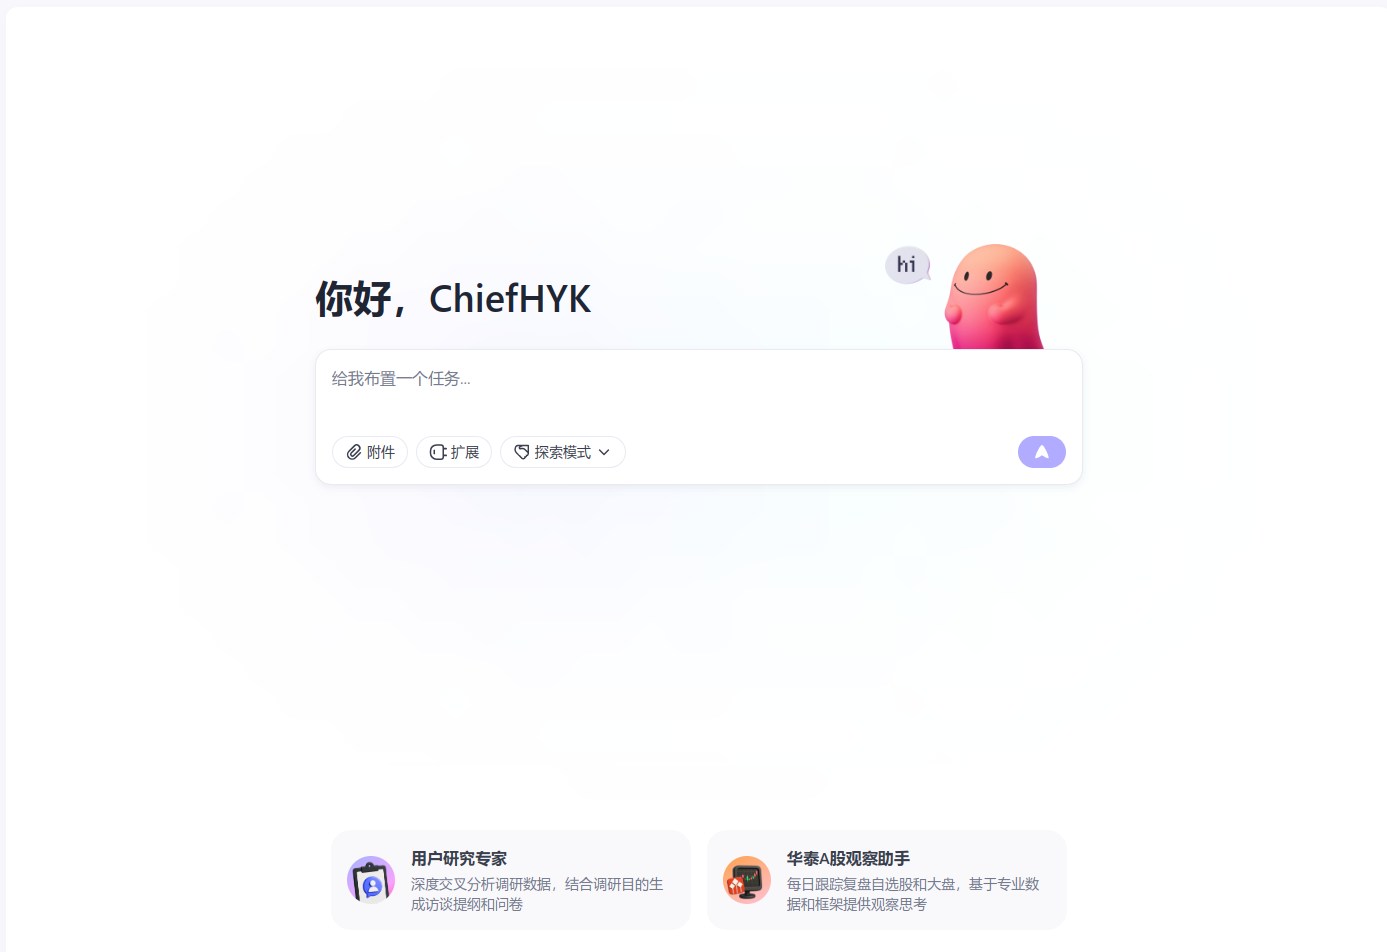 hi
你好，ChiefHYK
给我布置一个任务...
附件
扩展
探索模式
用户研究专家
深度交叉分析调研数据，结合调研目的生
成访谈提纲和问卷
华泰A股观察助手
每日跟踪复盘自选股和大盘，基于专业数
据和框架提供观察思考